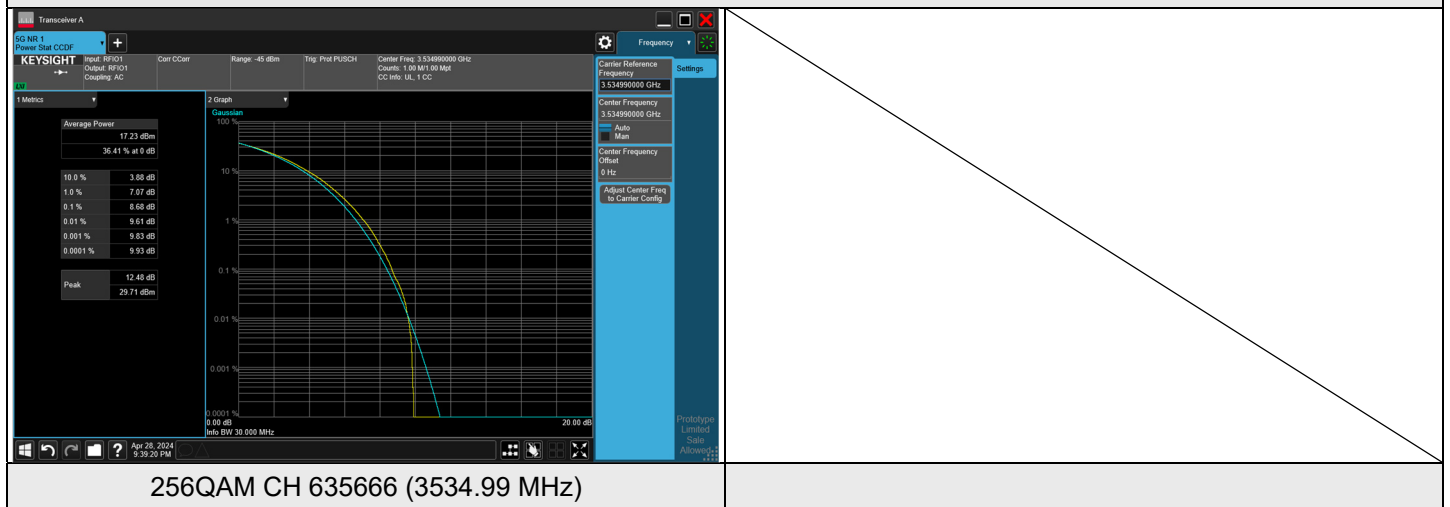 Transceiver A
5G NR 1
Power Stat CCDF
+
Frequency
KEYSIGHT
LVI
Input: RFIO1
Output: RFIO1
Coupling: AC
Corr CCorr
Range: -45 dBm
Trig: Prot PUSCH
Center Freq: 3.534990000 GHz
Counts: 1.00 M/1.00 Mpt
CC Info: UL, 1 CC
1 Metrics
Average Power
17.23 dBm
36.41 % at 0 dB
10.0 % 3.88 dB
1.0 % 7.07 dB
0.1 % 8.68 dB
0.01 % 9.61 dB
0.001 % 9.83 dB
0.0001 % 9.93 dB
Peak
12.48 dB
29.71 dBm
2 Graph
Gaussian
100 %
10 %
1 %
0.1 %
0.01 %
0.001 %
0.0001 %
0.00 dB 20.00 dB
Info BW 30.000 MHz
Carrier Reference
Frequency
3.534990000 GHz
Settings
Center Frequency
3.534990000 GHz
Auto
Man
Center Frequency
Offset
0 Hz
Adjust Center Freq
to Carrier Config
Prototype
Limited
Sale
Allowed
?
Apr 28, 2024
9:39:20 PM
256QAM CH 635666 (3534.99 MHz)